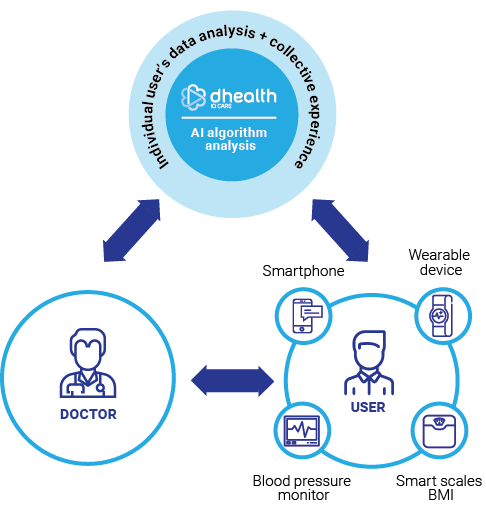 Individual user's data analysis + collective experience
dhealth
IO CARE
AI algorithm
analysis
Smartphone
Wearable
device
DOCTOR
USER
Blood pressure
monitor
Smart scales
BMI